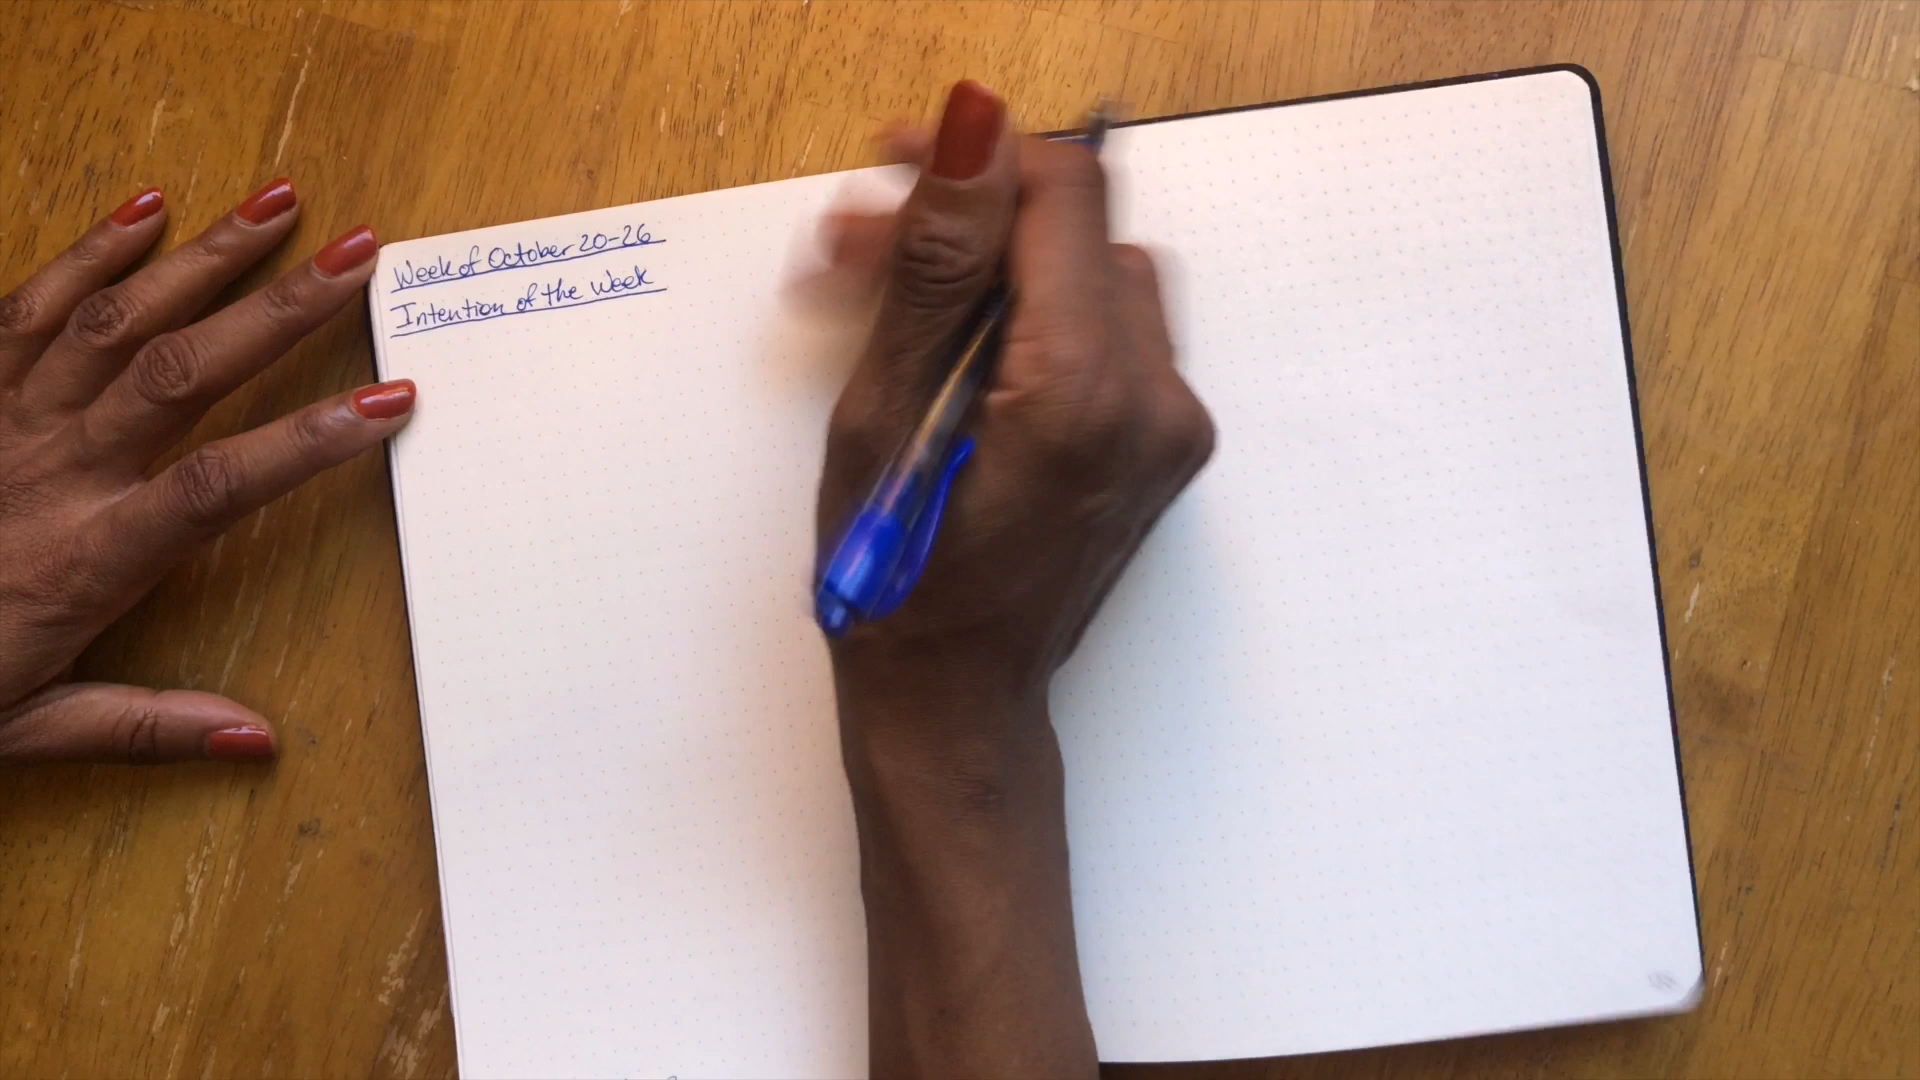 Week of October 20-26
Intention of the Week